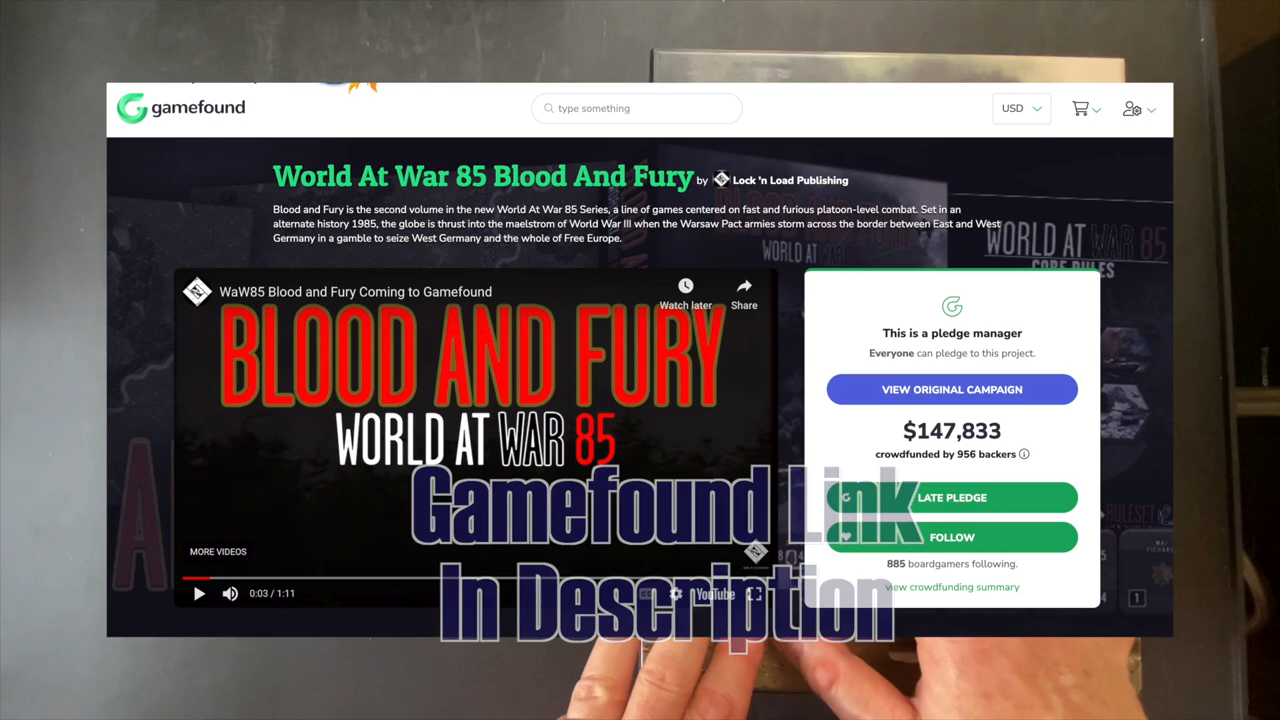 gamefound
type something
USD
World At War 85 Blood And Fury by Lock 'n Load Publishing
Blood and Fury is the second volume in the new World At War 85 Series, a line of games centered on fast and furious platoon-level combat. Set in an
alternate history 1985, the globe is thrust into the maelstrom of World War III when the Warsaw Pact armies storm across the border between East and West
Germany in a gamble to seize West Germany and the whole of Free Europe.
WORLD AT WAR
WORLD AT WAR 85
CORE RULES
WaW85 Blood and Fury Coming to Gamefound
Watch later
Share
BLOOD AND FURY
WORLD AT WAR 85
This is a pledge manager
Everyone can pledge to this project.
VIEW ORIGINAL CAMPAIGN
$147,833
crowdfunded by 956 backers
LATE PLEDGE
FOLLOW
885 boardgamers following.
view crowdfunding summary
Gamefound Link
In Description
MORE VIDEOS
0:03 / 1:11
YouTube